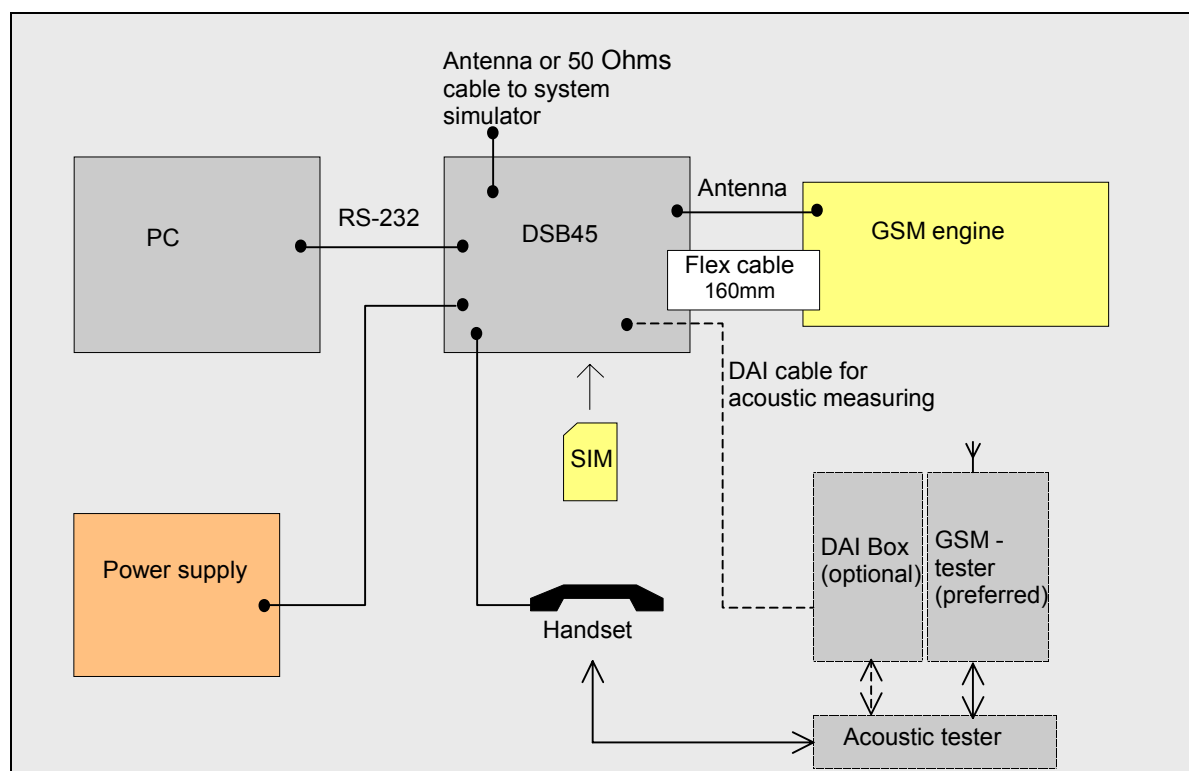 Antenna or 50 Ohms
cable to system
simulator
PC
RS-232
DSB45
Antenna
GSM engine
Flex cable
160mm
DAI cable for
acoustic measuring
SIM
Power supply
Handset
DAI Box
(optional)
GSM -
tester
(preferred)
Acoustic tester